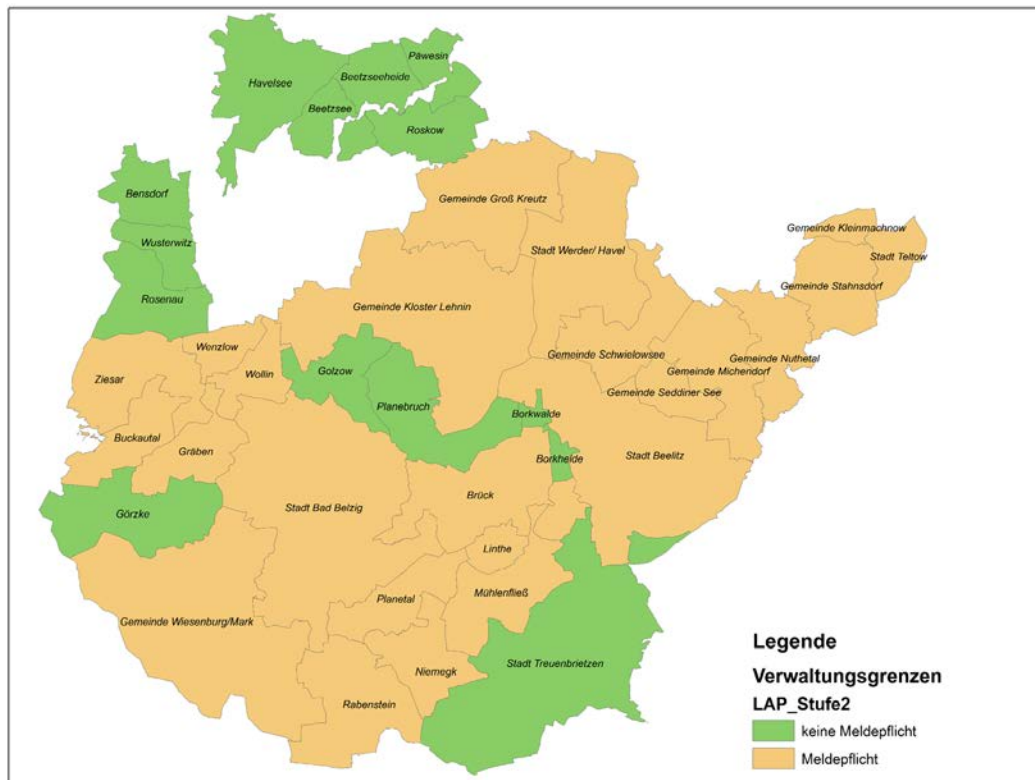 Päwesin
Beetzseeheide
Havelsee
Beetzsee
Roskow
Bensdorf
Gemeinde Groß Kreutz
Gemeinde Kleinmachnow
Wusterwitz
Stadt Werder/ Havel
Stadt Teltow
Gemeinde Stahnsdorf
Rosenau
Gemeinde Kloster Lehnin
Wenzlow
Gemeinde Schwielowsee
Gemeinde Nuthetal
Ziesar
Wollin
Golzow
Gemeinde Michendorf
Planebruch
Gemeinde Seddiner See
Borkwalde
Buckautal
Gräben
Borkheide
Stadt Beelitz
Brück
Görzke
Stadt Bad Belzig
Linthe
Mühlenfließ
Planetal
Gemeinde Wiesenburg/Mark
Stadt Treuenbrietzen
Niemegk
Rabenstein
Legende
Verwaltungsgrenzen
LAP_Stufe2
keine Meldepflicht
Meldepflicht